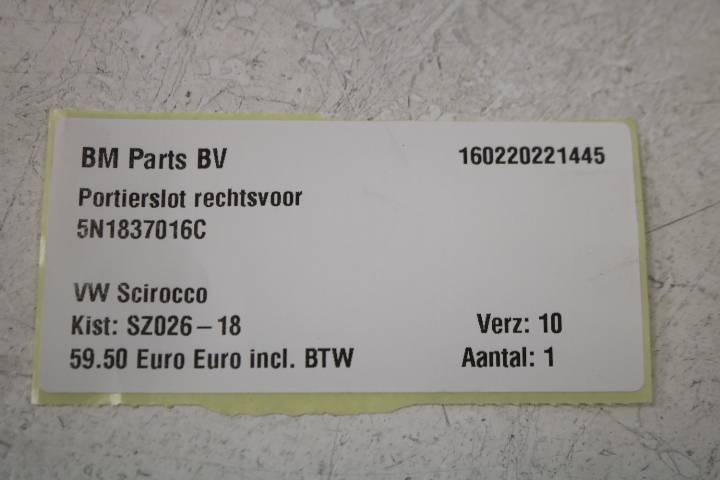 BM Parts BV 160220221445
Portierslot rechtsvoor
5N1837016C
VW Scirocco
Kist: SZ026-18 Verz: 10
59.50 Euro Euro incl. BTW Aantal: 1